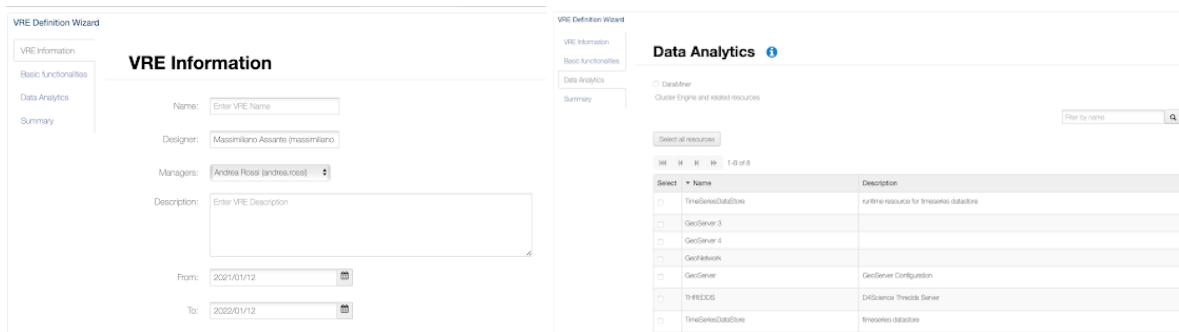 VRE Definition Wizard
VRE Information
Basic functionalities
Data Analytics
Summary
VRE Information
Name: Enter VRE Name
Designer: Massimiliano Assante (massimiliano.
Managers: Andrea Rossi (andrea.rossi)
Description: Enter VRE Description
From: 2021/01/12
To: 2022/01/12
VRE Definition Wizard
VRE Information
Basic functionalities
Data Analytics
Summary
Data Analytics
DataMiner
Cluster Engine and related resources
Filter by name
Select all resources
1-8 of 8
Select Name Description
TimeSeriesDataStore runtime resource for timeseries datastore
GeoServer 3
GeoServer 4
GeoNetwork
GeoServer GeoServer Configuration
THREDDS D4Science Thredds Server
TimeSeriesDataStore timeseries datastore